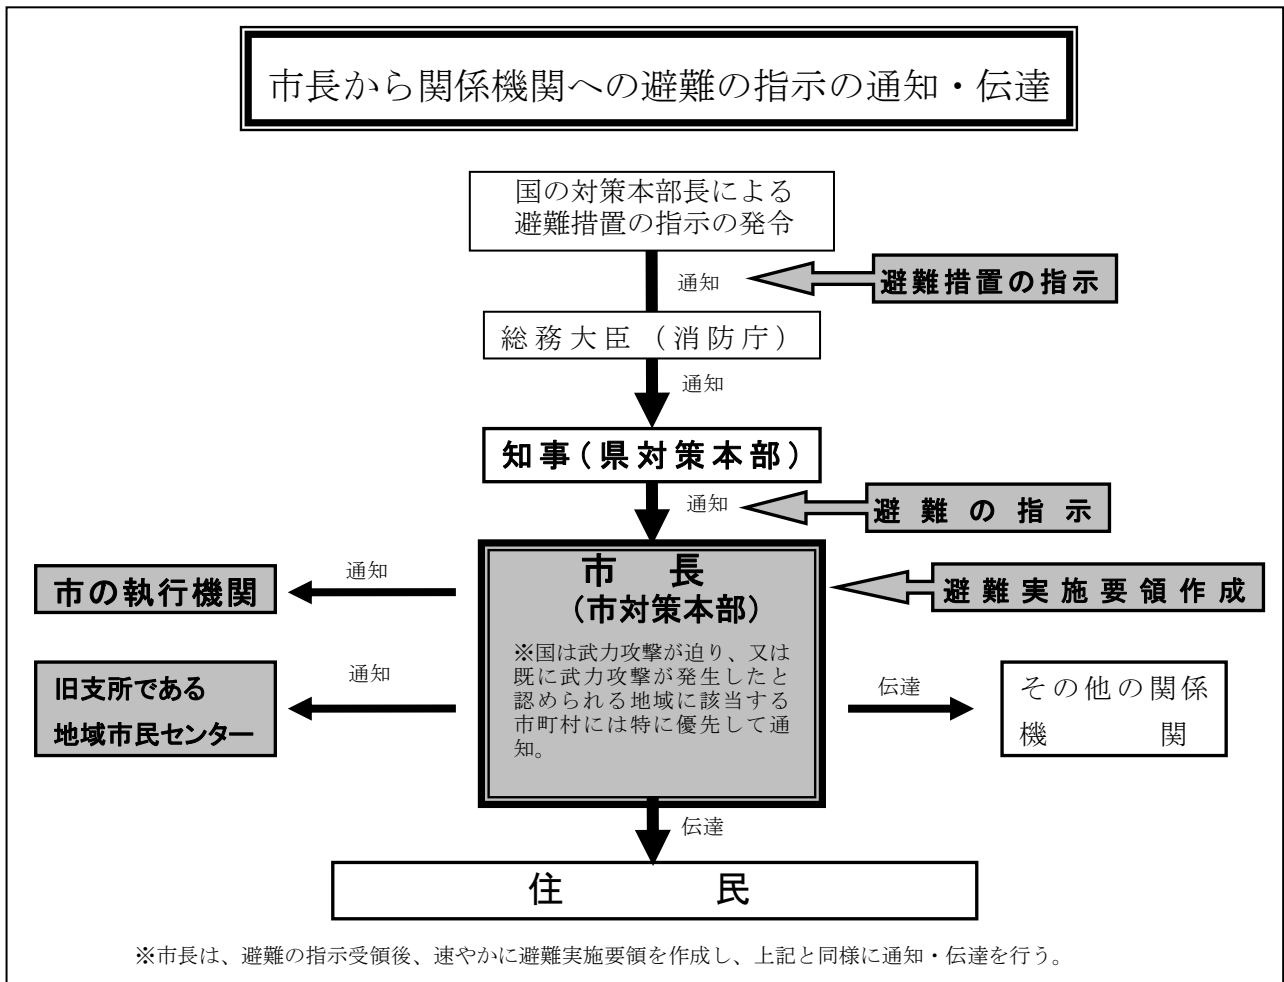 市長から関係機関への避難の指示の通知・伝達
国の対策本部長による
避難措置の指示の発令
通知
避難措置の指示
総務大臣（消防庁）
通知
知事（県対策本部）
通知
避難の指示
市長
（市対策本部）
避難実施要領作成
通知
市の執行機関
※国は武力攻撃が迫り、又は
既に武力攻撃が発生したと
認められる地域に該当する
市町村には特に優先して通
知。
通知
旧支所である
地域市民センター
伝達
その他の関係
機関
伝達
住民
※市長は、避難の指示受領後、速やかに避難実施要領を作成し、上記と同様に通知・伝達を行う。